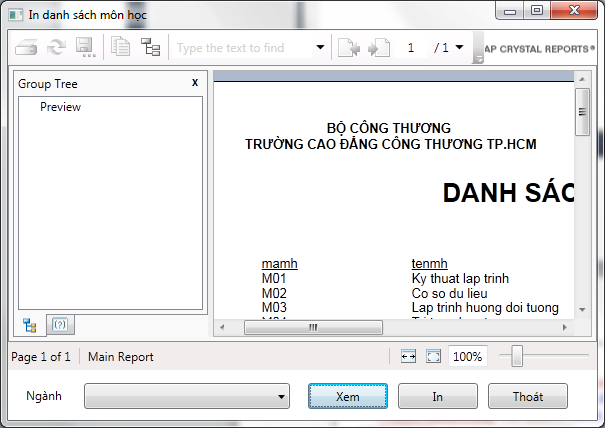 In danh sách môn học
Type the text to find
1 / 1
AP CRYSTAL REPORTS®
Group Tree x
Preview
BỘ CÔNG THƯƠNG
TRƯỜNG CAO ĐẲNG CÔNG THƯƠNG TP.HCM
DANH SÁC
mamh tenmh
M01 Ky thuat lap trinh
M02 Co so du lieu
M03 Lap trinh huong doi tuong
Page 1 of 1 Main Report 100%
Ngành Xem In Thoát